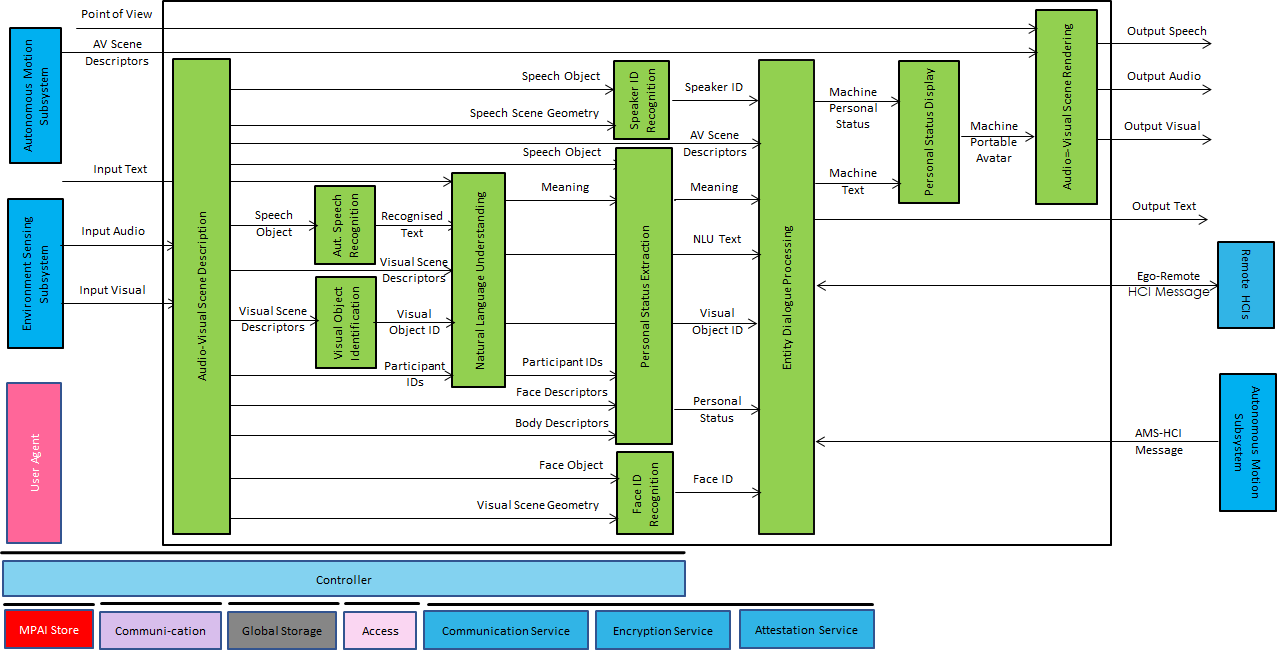 Point of View
AV Scene
Descriptors
Autonomous Motion
Subsystem
Input Text
Input Audio
Input Visual
Environment Sensing
Subsystem
User Agent
Audio-Visual Scene Description
Speech
Object
Aut. Speech
Recognition
Recognised
Text
Visual Scene
Descriptors
Visual Scene
Descriptors
Visual Object
Identification
Visual
Object ID
Participant
IDs
Natural Language Understanding
Speech Object
Speech Scene Geometry
Speaker ID
Recognition
Speech Object
Meaning
Participant IDs
Face Descriptors
Body Descriptors
Face Object
Visual Scene Geometry
Personal Status Extraction
Face ID
Recognition
Speaker ID
AV Scene
Descriptors
Meaning
NLU Text
Visual
Object ID
Personal
Status
Face ID
Entity Dialogue Processing
Machine
Personal
Status
Machine
Text
Personal Status Display
Machine
Portable
Avatar
Audio=-Visual Scene Rendering
Output Speech
Output Audio
Output Visual
Output Text
Ego-Remote
HCI Message
Remote HCIs
AMS-HCI
Message
Autonomous Motion
Subsystem
Controller
MPAI Store
Communi-cation
Global Storage
Access
Communication Service
Encryption Service
Attestation Service